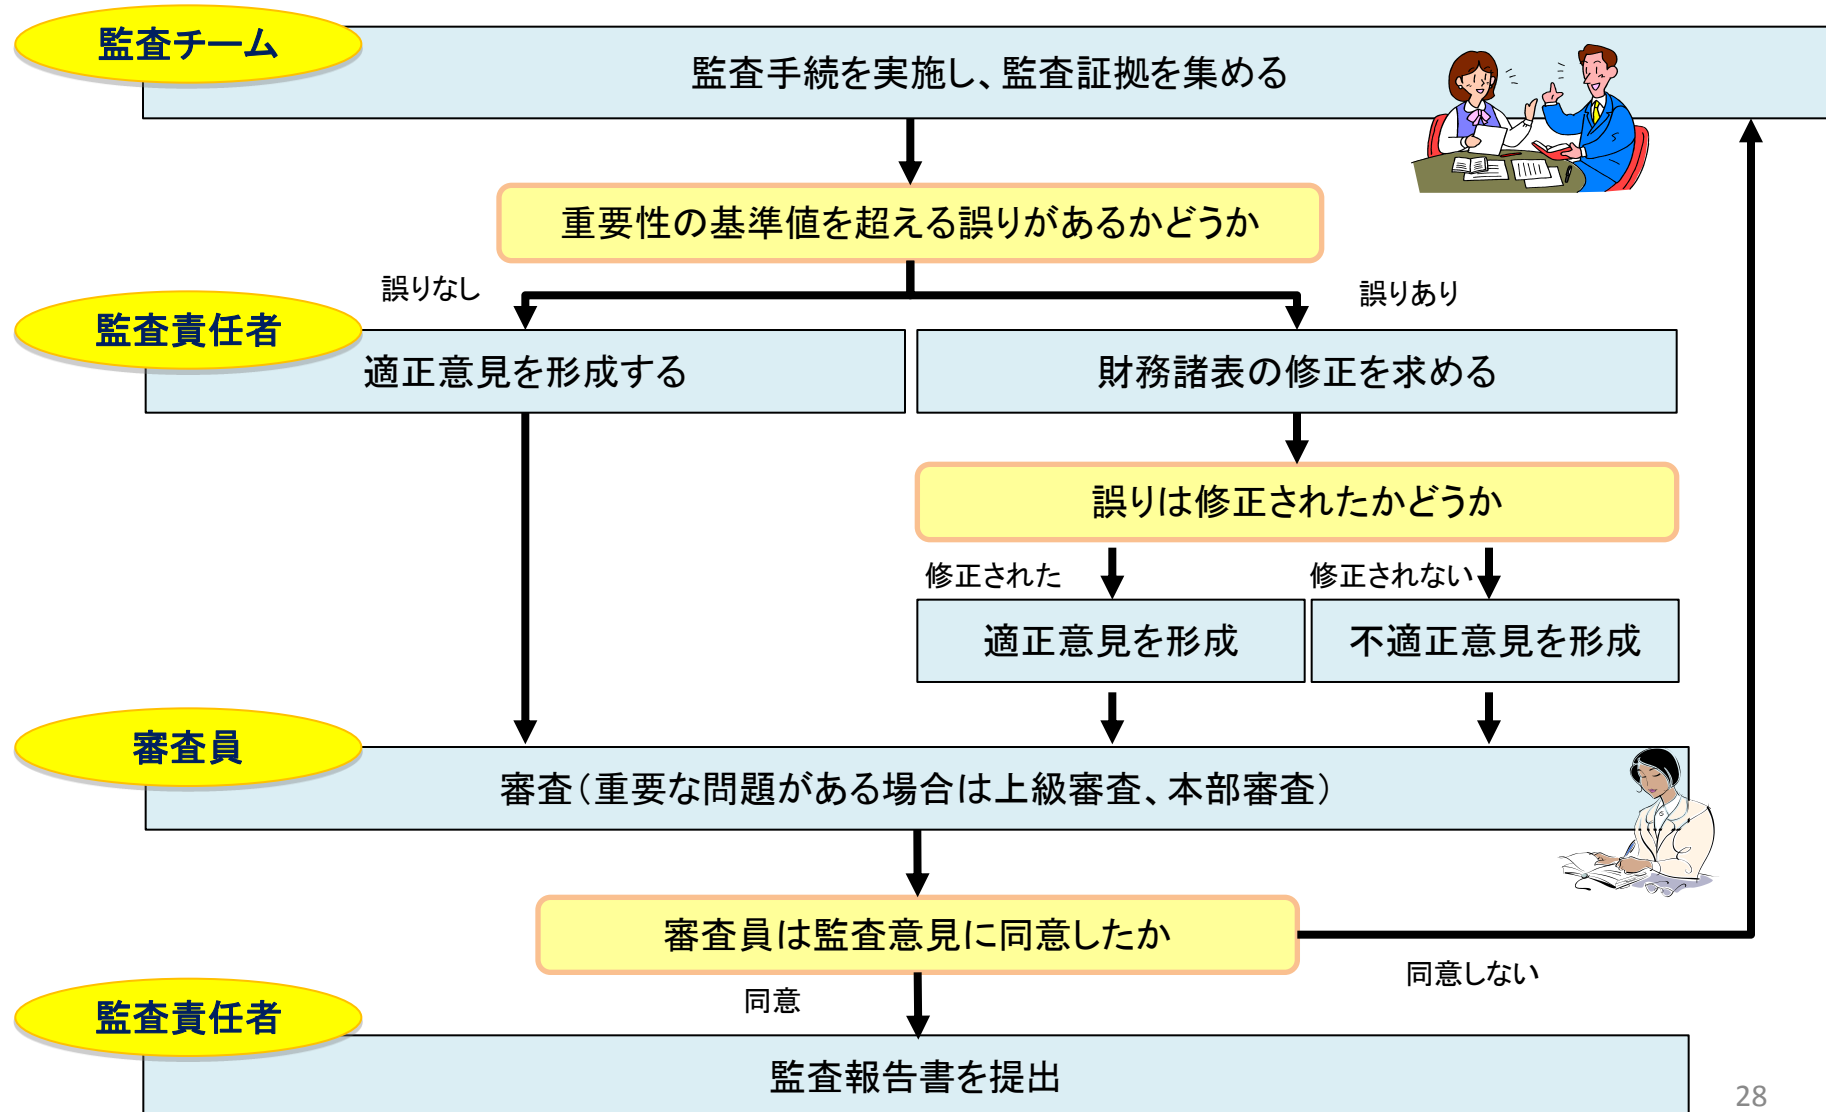 監査チーム
監査手続を実施し、監査証拠を集める
重要性の基準値を超える誤りがあるかどうか
誤りなし
誤りあり
監査責任者
適正意見を形成する
財務諸表の修正を求める
誤りは修正されたかどうか
修正された
修正されない
適正意見を形成
不適正意見を形成
審査員
審査（重要な問題がある場合は上級審査、本部審査）
審査員は監査意見に同意したか
同意しない
同意
監査責任者
監査報告書を提出
28